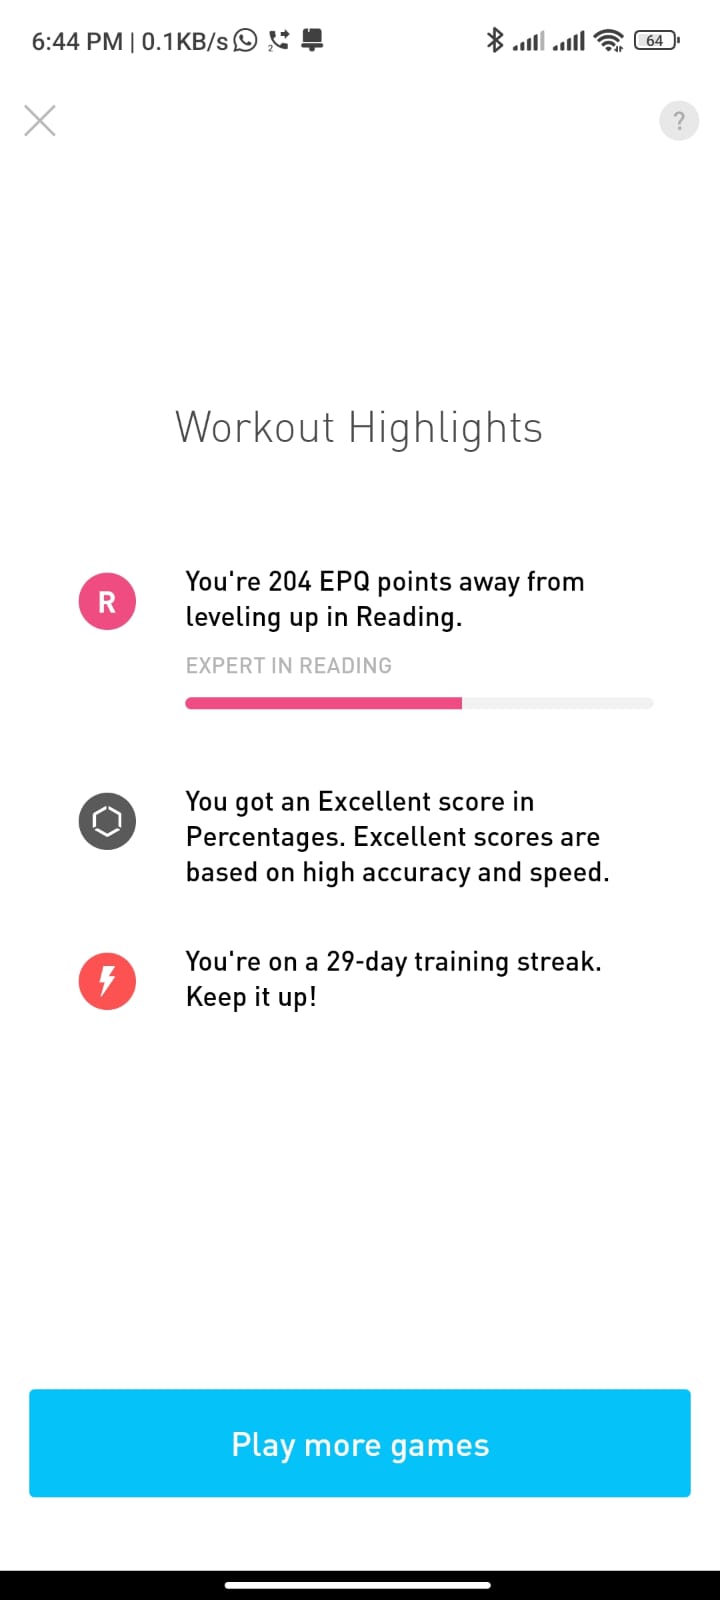 6:44 PM | 0.1KB/s 2 64
?
Workout Highlights
R
You're 204 EPQ points away from
leveling up in Reading.
EXPERT IN READING
You got an Excellent score in
Percentages. Excellent scores are
based on high accuracy and speed.
You're on a 29-day training streak.
Keep it up!
Play more games